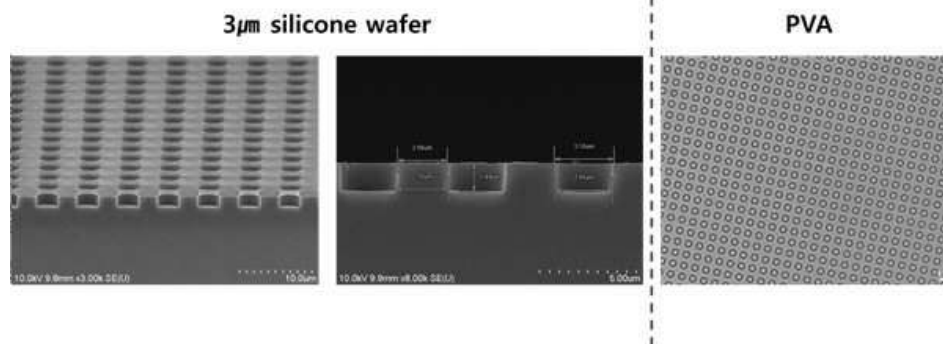 3㎛ silicone wafer
PVA
10.0kV 9.8mm x3.00k SE(U)
10.0um
10.0kV 9.9mm x8.00k SE(U)
5.00um